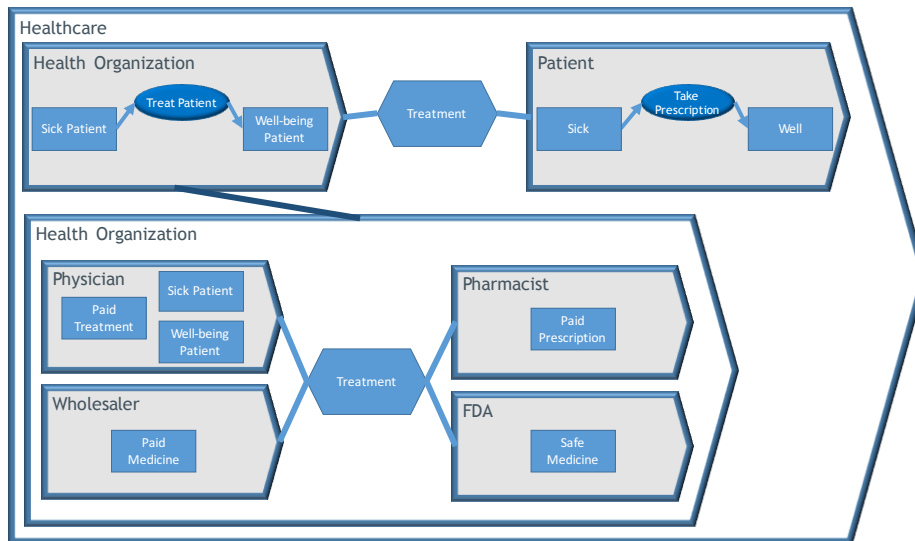 Healthcare
Health Organization
Treat Patient
Sick Patient
Well-being
Patient
Treatment
Patient
Take
Prescription
Sick
Well
Health Organization
Physician
Sick Patient
Paid
Treatment
Well-being
Patient
Pharmacist
Paid
Prescription
Treatment
Wholesaler
Paid
Medicine
FDA
Safe
Medicine